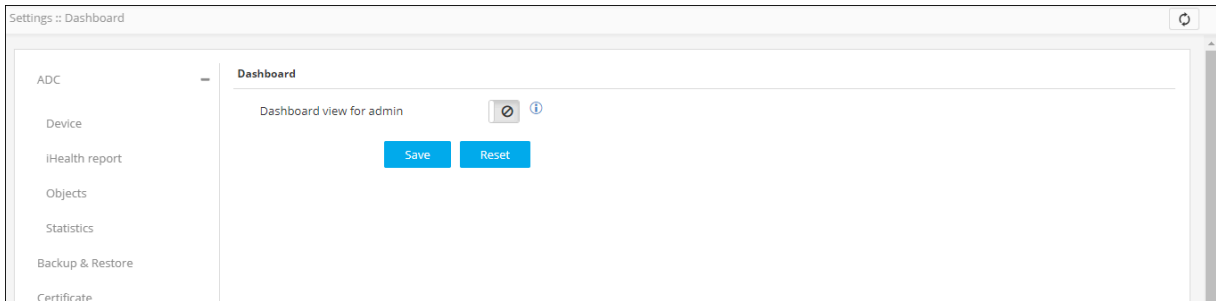 Settings :: Dashboard
ADC
Dashboard
Dashboard view for admin
Device
Save Reset
iHealth report
Objects
Statistics
Backup & Restore
Certificate